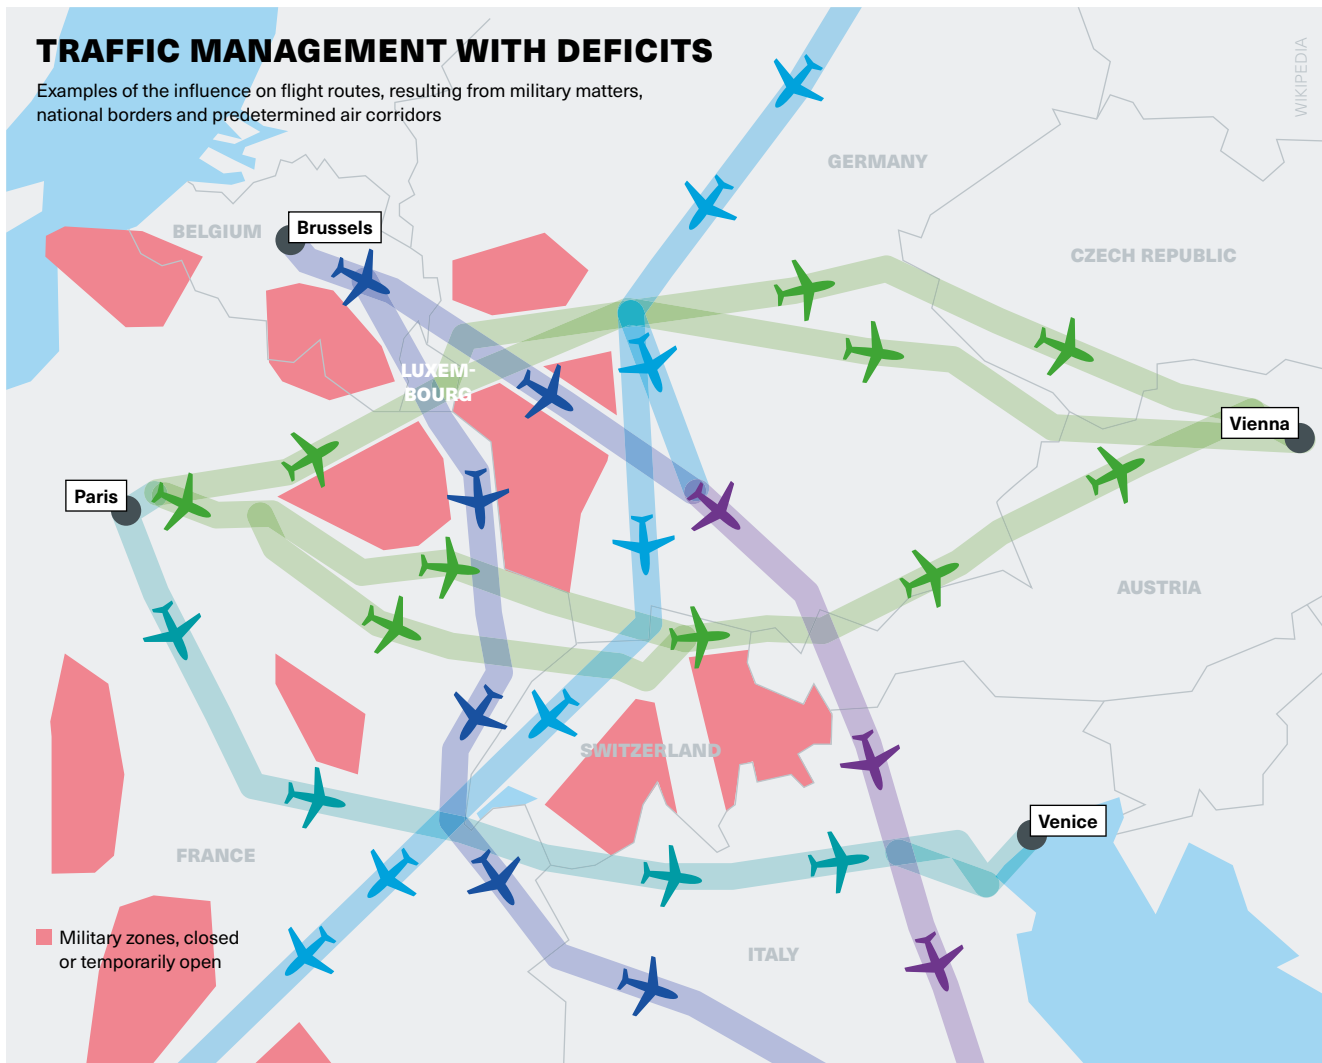 TRAFFIC MANAGEMENT WITH DEFICITS
Examples of the influence on flight routes, resulting from military matters,
national borders and predetermined air corridors
WIKIPEDIA
GERMANY
BELGIUM
Brussels
CZECH REPUBLIC
LUXEM-
BOURG
Vienna
Paris
AUSTRIA
SWITZERLAND
Venice
FRANCE
Military zones, closed
or temporarily open
ITALY